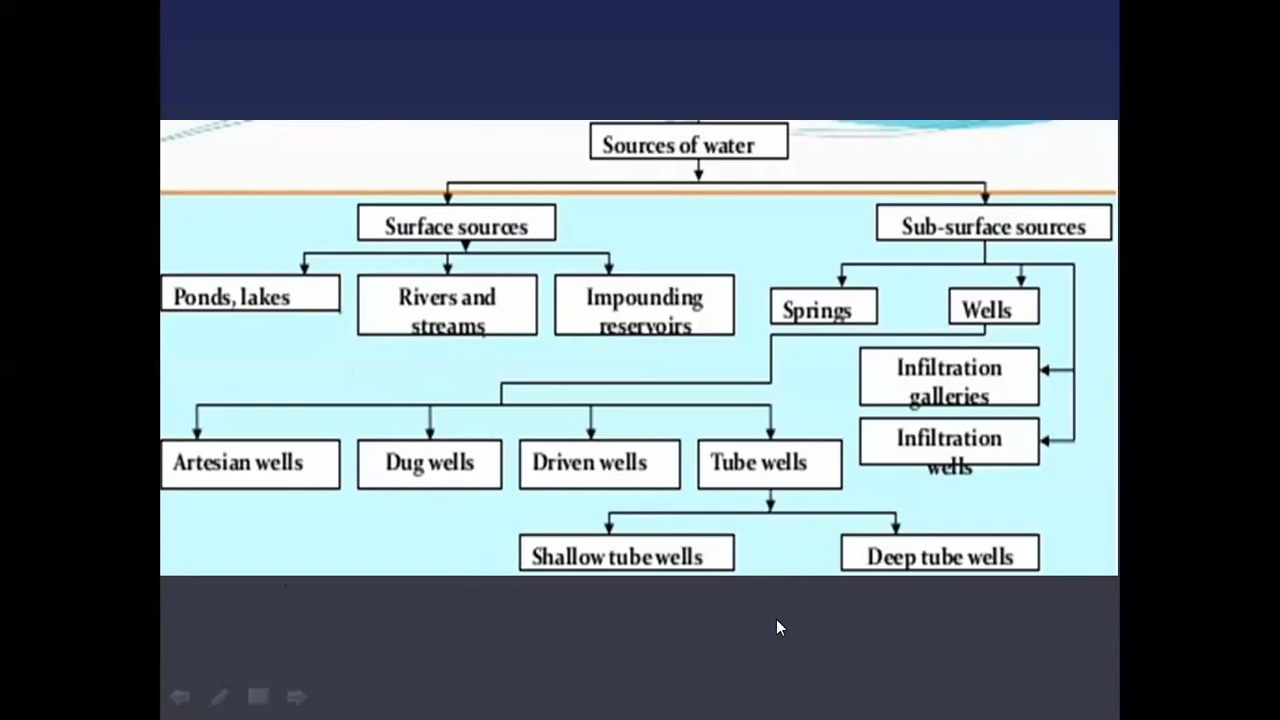 Sources of water
Surface sources
Sub-surface sources
Ponds, lakes
Rivers and
streams
Impounding
reservoirs
Springs
Wells
Infiltration
galleries
Infiltration
wells
Artesian wells
Dug wells
Driven wells
Tube wells
Shallow tube wells
Deep tube wells